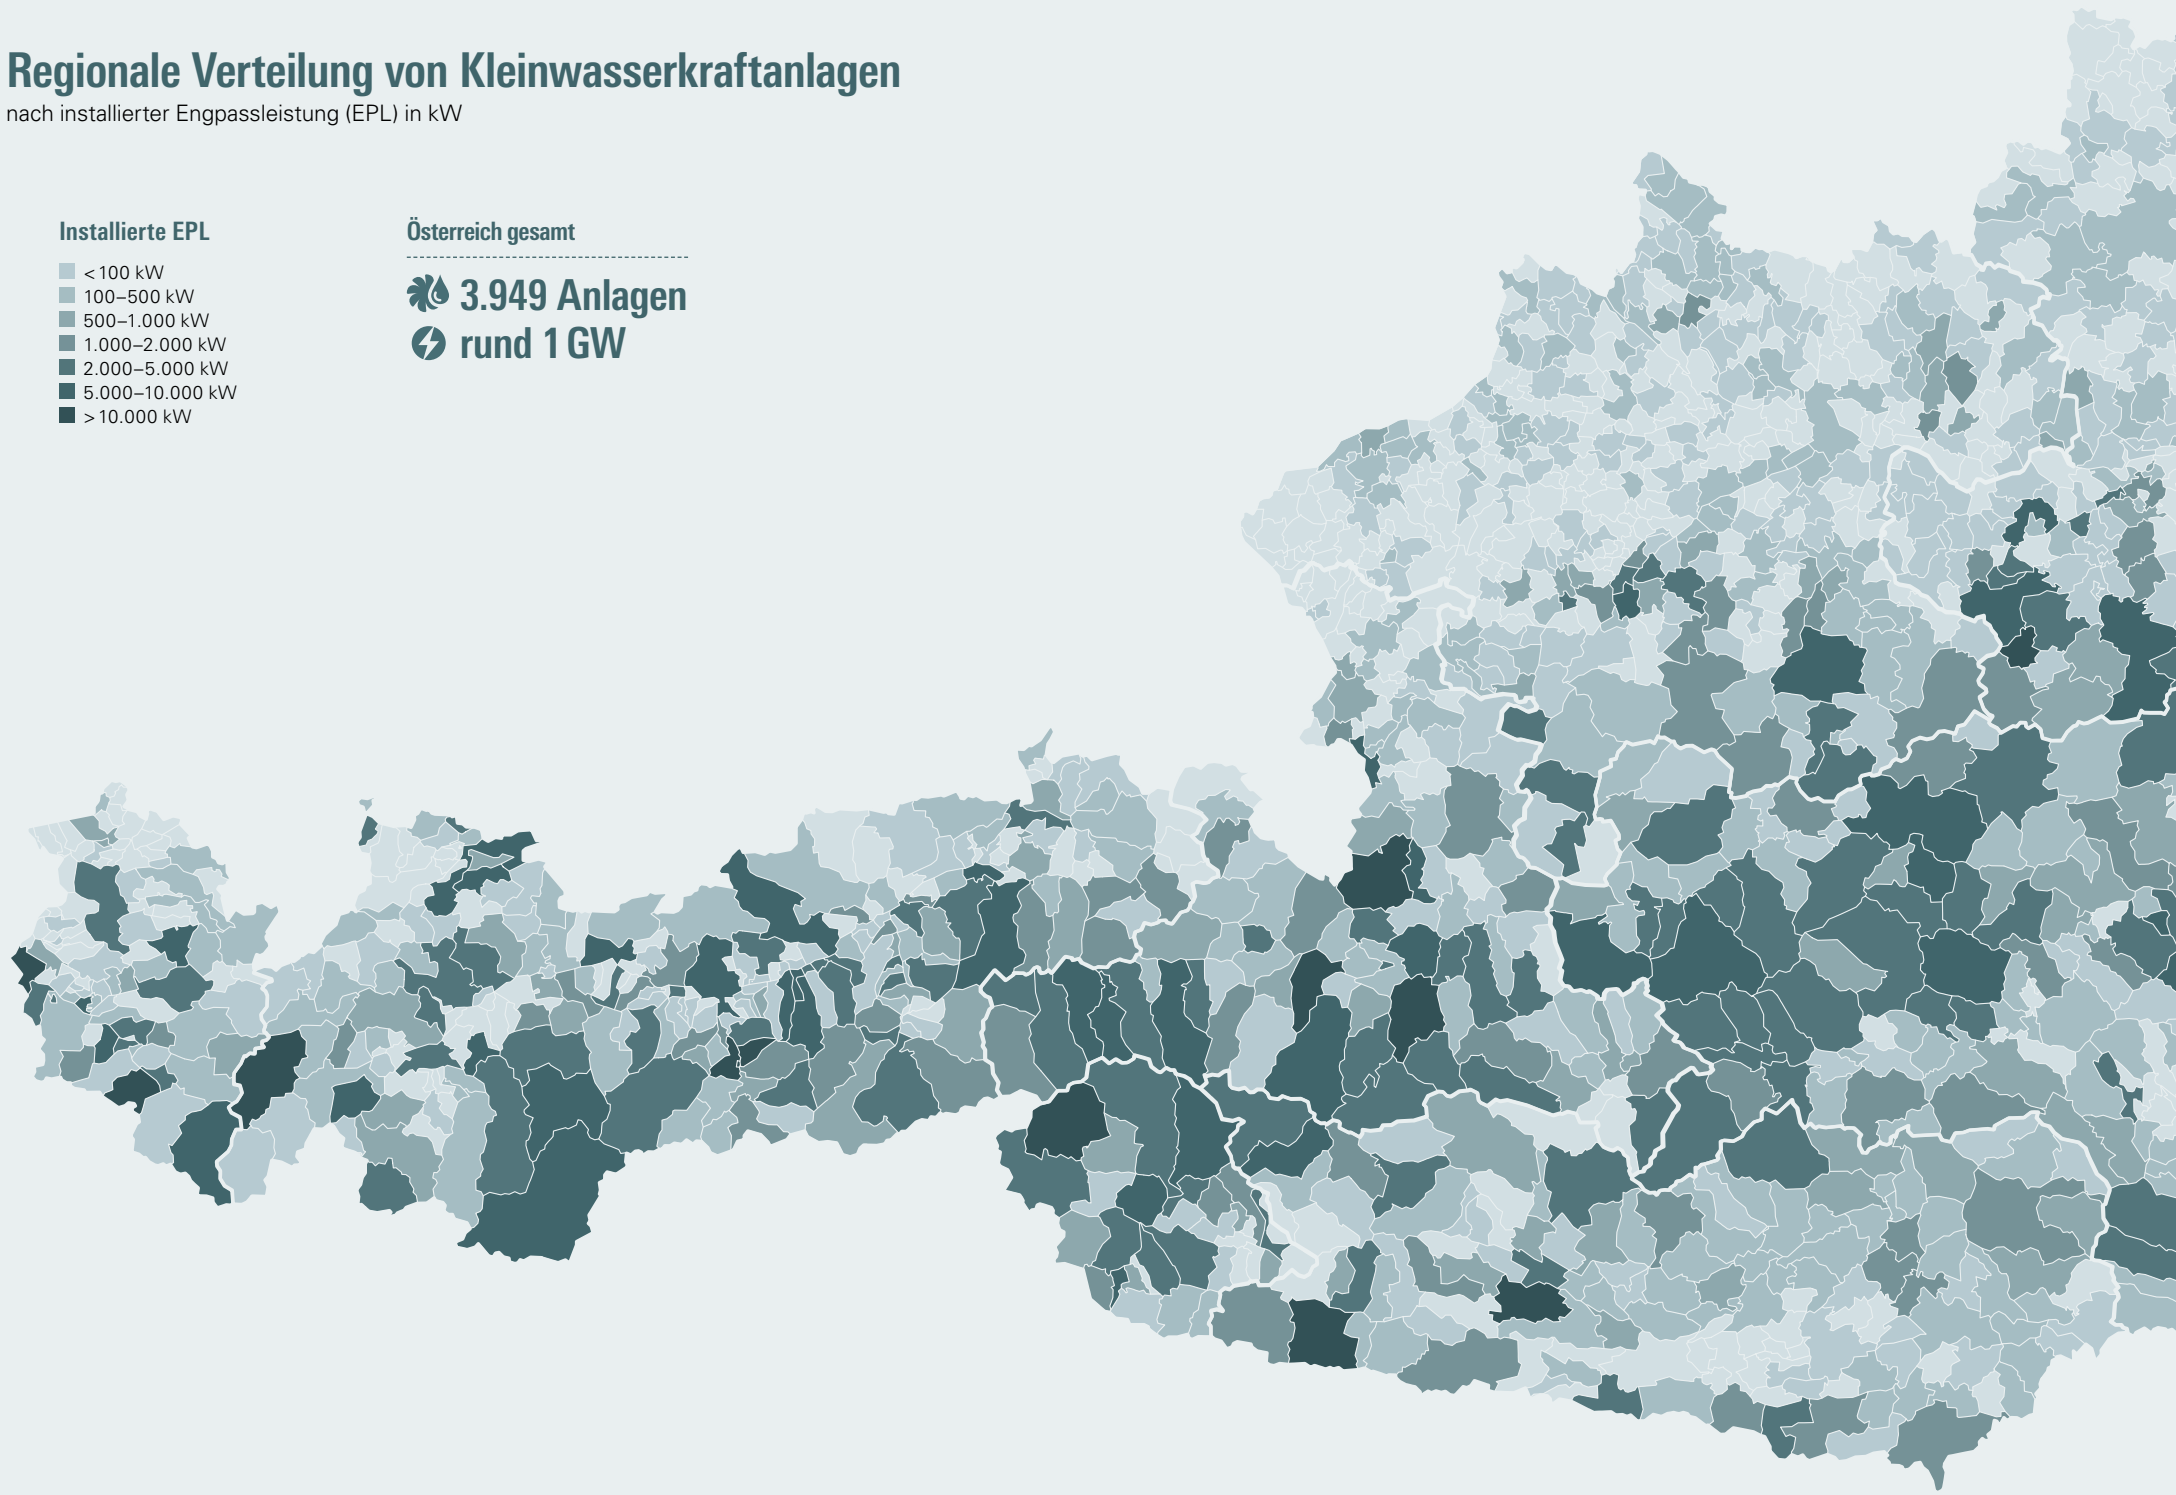 Regionale Verteilung von Kleinwasserkraftanlagen
nach installierter Engpassleistung (EPL) in kW
Installierte EPL
< 100 kW
100–500 kW
500–1.000 kW
1.000–2.000 kW
2.000–5.000 kW
5.000–10.000 kW
> 10.000 kW
Österreich gesamt
3.949 Anlagen
rund 1 GW